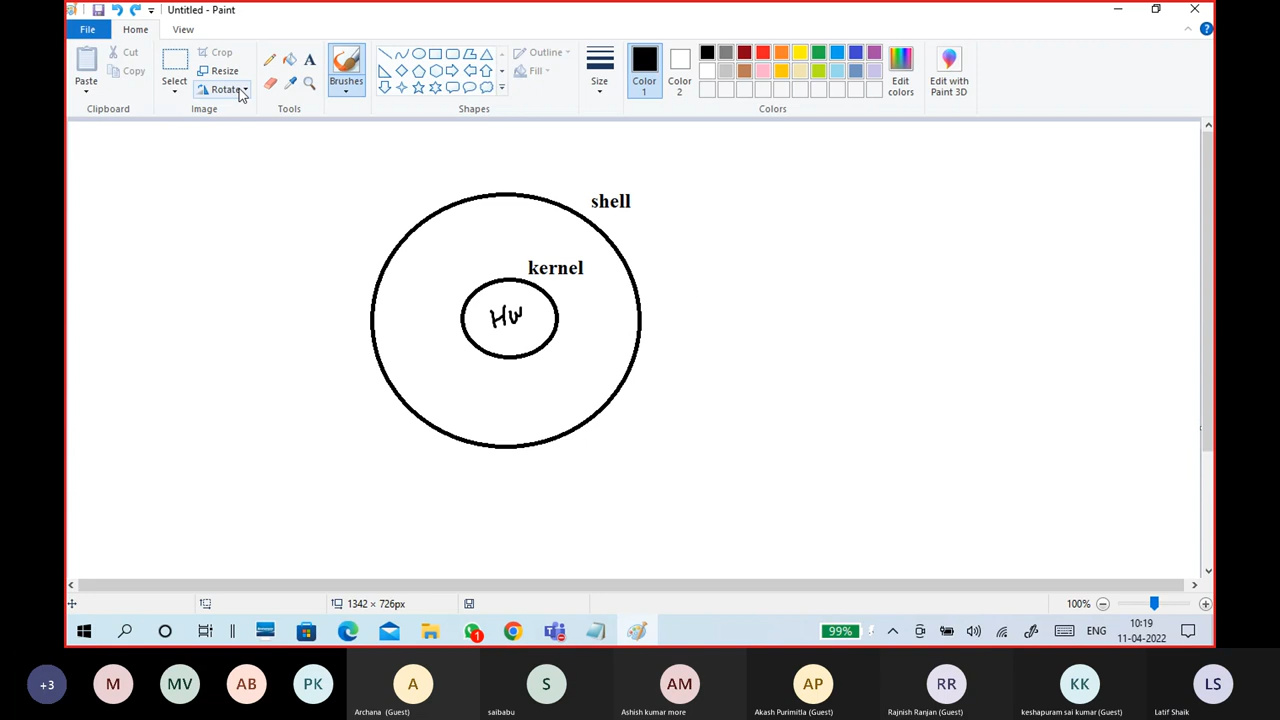 Untitled - Paint
File
Home
View
Paste
Cut
Copy
Clipboard
Select
Crop
Resize
Rotate
Image
A
Tools
Brushes
Outline
Fill
Shapes
Size
Color 1
Color 2
Edit colors
Colors
Edit with Paint 3D
shell
kernel
Hw
1342 × 726px
100%
1
99%
ENG
10:19
11-04-2022
+3
M
MV
AB
PK
A
Archana (Guest)
S
saibabu
AM
Ashish kumar more
AP
Akash Purimitla (Guest)
RR
Rajnish Ranjan (Guest)
KK
keshapuram sai kumar (Guest)
LS
Latif Shaik